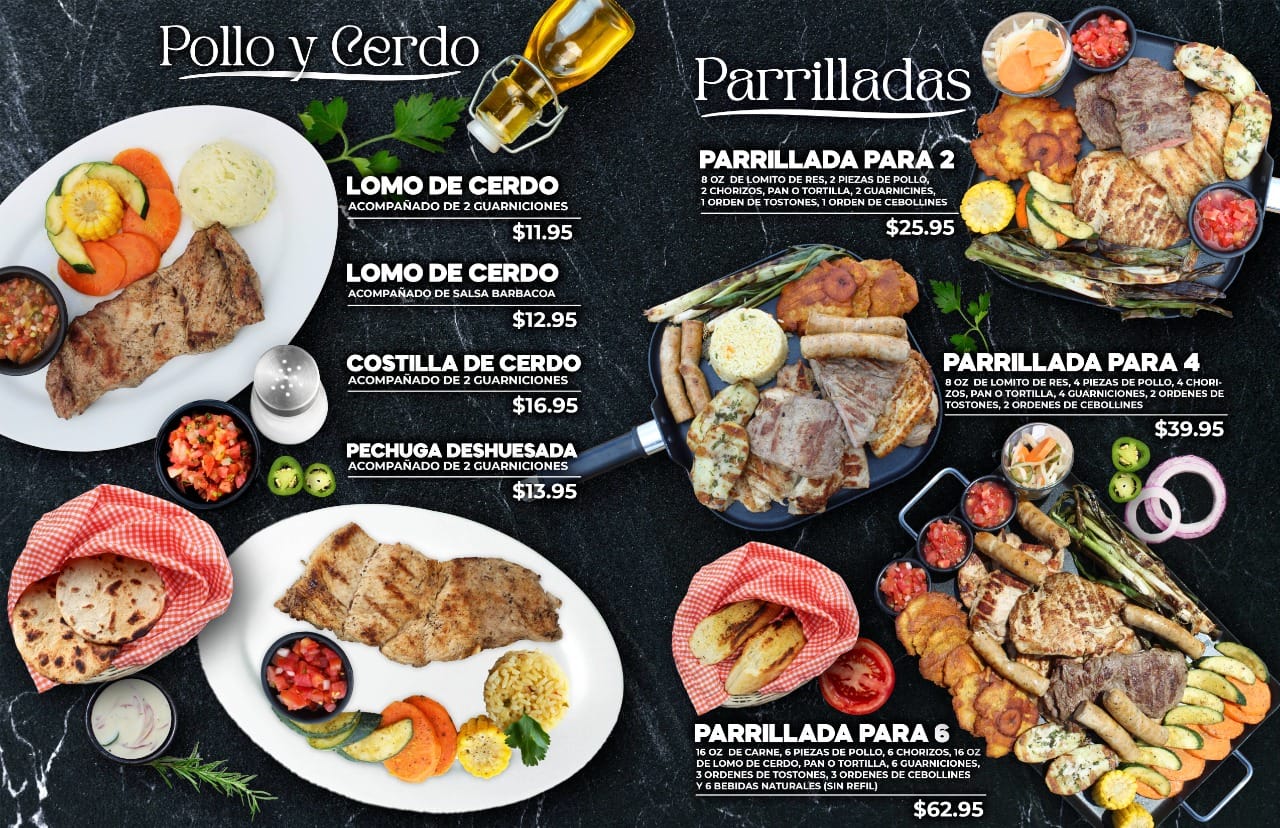 Pollo y Cerdo
LOMO DE CERDO
ACOMPAÑADO DE 2 GUARNICIONES
$11.95
LOMO DE CERDO
ACOMPAÑADO DE SALSA BARBACOA
$12.95
COSTILLA DE CERDO
ACOMPAÑADO DE 2 GUARNICIONES
$16.95
PECHUGA DESHUESADA
ACOMPAÑADO DE 2 GUARNICIONES
$13.95
Parrilladas
PARRILLADA PARA 2
8 OZ DE LOMITO DE RES, 2 PIEZAS DE POLLO,
2 CHORIZOS, PAN O TORTILLA, 2 GUARNICINES,
1 ORDEN DE TOSTONES, 1 ORDEN DE CEBOLLINES
$25.95
PARRILLADA PARA 4
8 OZ DE LOMITO DE RES, 4 PIEZAS DE POLLO, 4 CHORI-
ZOS, PAN O TORTILLA, 4 GUARNICIONES, 2 ORDENES DE
TOSTONES, 2 ORDENES DE CEBOLLINES
$39.95
PARRILLADA PARA 6
16 OZ DE CARNE, 6 PIEZAS DE POLLO, 6 CHORIZOS, 16 OZ
DE LOMO DE CERDO, PAN O TORTILLA, 6 GUARNICIONES,
3 ORDENES DE TOSTONES, 3 ORDENES DE CEBOLLINES
Y 6 BEBIDAS NATURALES (SIN REFIL)
$62.95